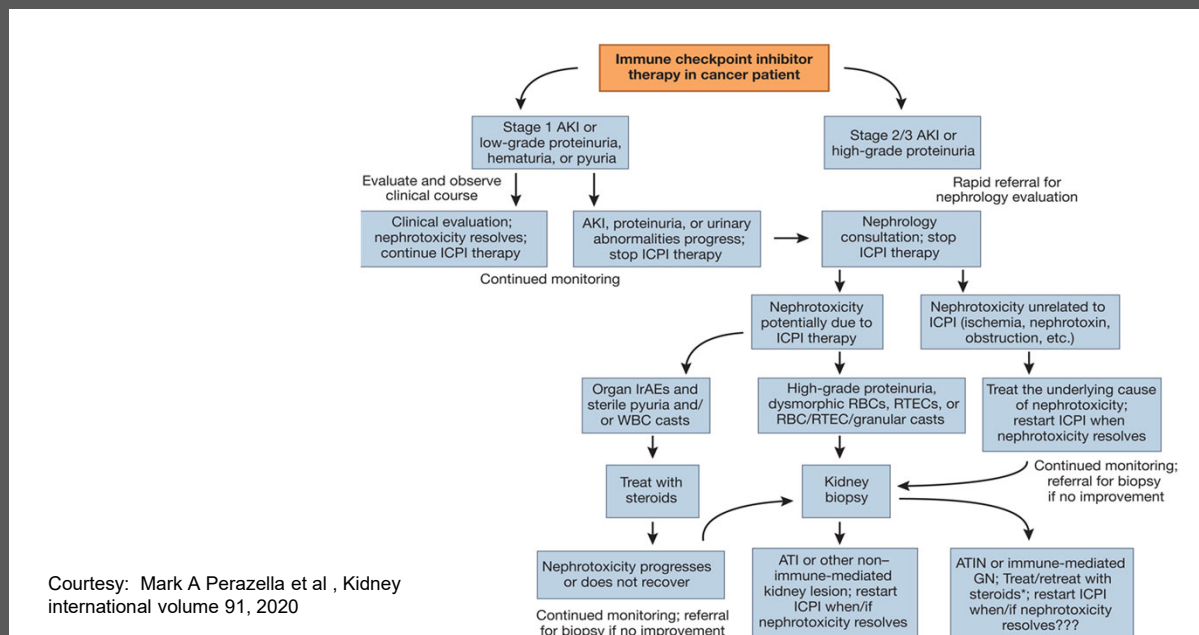 Immune checkpoint inhibitor
therapy in cancer patient
Stage 1 AKI or
low-grade proteinuria,
hematuria, or pyuria
Stage 2/3 AKI or
high-grade proteinuria
Evaluate and observe
clinical course
Rapid referral for
nephrology evaluation
Clinical evaluation;
nephrotoxicity resolves;
continue ICPI therapy
AKI, proteinuria, or urinary
abnormalities progress;
stop ICPI therapy
Nephrology
consultation; stop
ICPI therapy
Continued monitoring
Nephrotoxicity
potentially due to
ICPI therapy
Nephrotoxicity unrelated to
ICPI (ischemia, nephrotoxin,
obstruction, etc.)
Organ IrAEs and
sterile pyuria and/
or WBC casts
High-grade proteinuria,
dysmorphic RBCs, RTECs, or
RBC/RTEC/granular casts
Treat the underlying cause
of nephrotoxicity;
restart ICPI when
nephrotoxicity resolves
Treat with
steroids
Kidney
biopsy
Continued monitoring;
referral for biopsy
if no improvement
Nephrotoxicity progresses
or does not recover
ATI or other non–
immune-mediated
kidney lesion; restart
ICPI when/if
nephrotoxicity resolves
ATIN or immune-mediated
GN; Treat/retreat with
steroids*; restart ICPI
when/if nephrotoxicity
resolves???
Continued monitoring; referral
for biopsy if no improvement
Courtesy: Mark A Perazella et al , Kidney
international volume 91, 2020